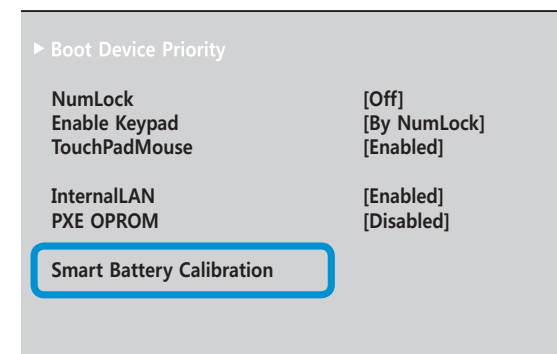 ▶ Boot Device Priority
NumLock [Off]
Enable Keypad [By NumLock]
TouchPadMouse [Enabled]
InternalLAN [Enabled]
PXE OPROM [Disabled]
Smart Battery Calibration